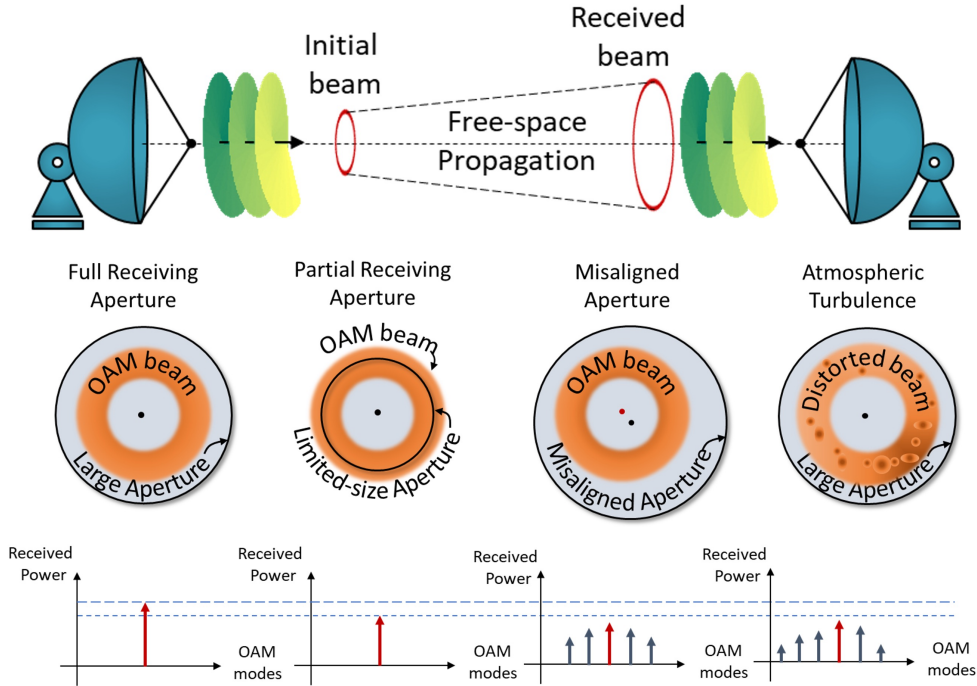 Initial
beam
Received
beam
Free-space
Propagation
Full Receiving
Aperture
Partial Receiving
Aperture
Misaligned
Aperture
Atmospheric
Turbulence
OAM beam
Large Aperture
OAM beam
Limited-size Aperture
OAM beam
Misaligned Aperture
Distorted beam
Large Aperture
Received
Power
OAM
modes
Received
Power
OAM
modes
Received
Power
OAM
modes
Received
Power
OAM
modes